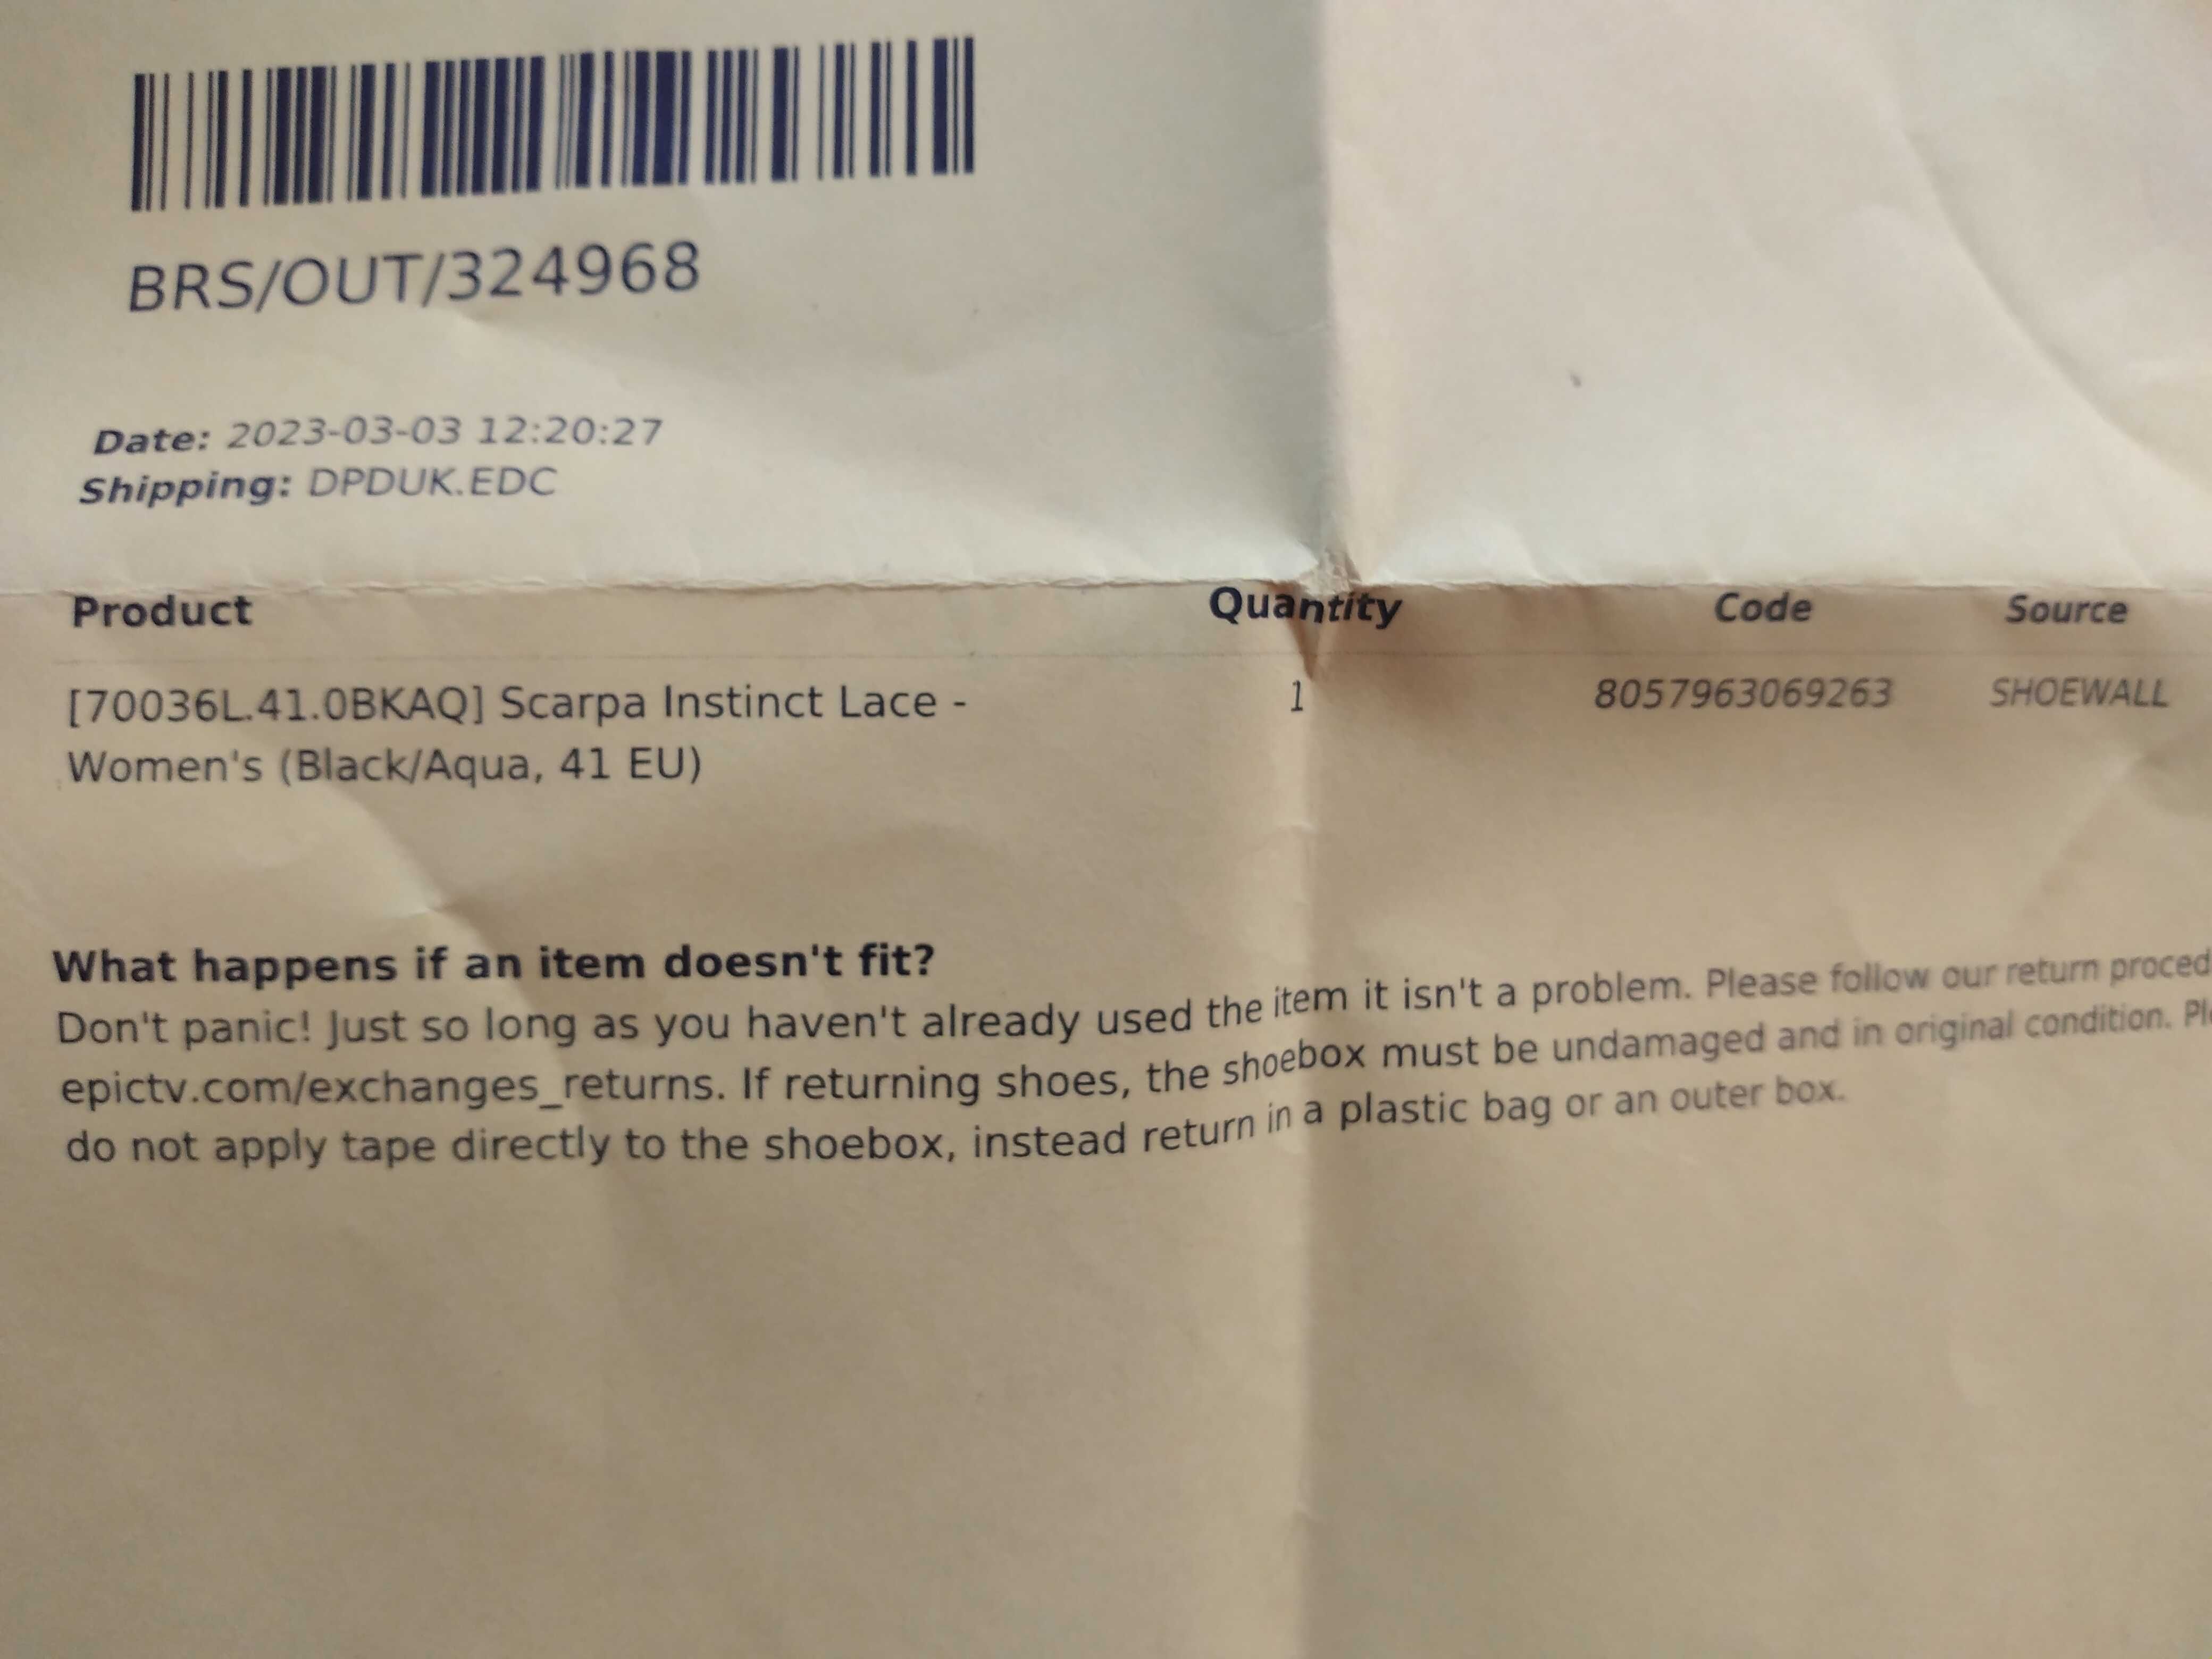 BRS/OUT/324968
Date: 2023-03-03 12:20:27
Shipping: DPDUK.EDC
Product Quantity Code Source
[70036L.41.0BKAQ] Scarpa Instinct Lace - 1 8057963069263 SHOEWALL
Women's (Black/Aqua, 41 EU)
What happens if an item doesn't fit?
Don't panic! Just so long as you haven't already used the item it isn't a problem. Please follow our return proced
epictv.com/exchanges_returns. If returning shoes, the shoebox must be undamaged and in original condition. Ple
do not apply tape directly to the shoebox, instead return in a plastic bag or an outer box.